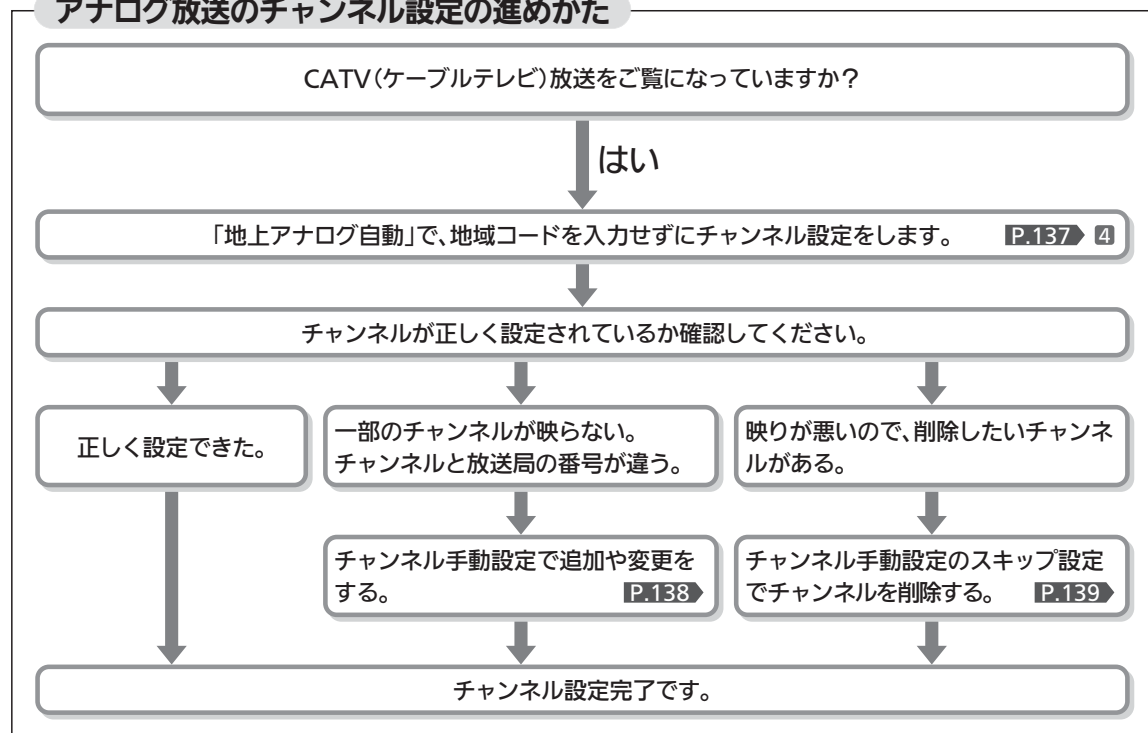 アナログ放送のチャンネル設定の進めかた
CATV(ケーブルテレビ)放送をご覧になっていますか?
はい
「地上アナログ自動」で、地域コードを入力せずにチャンネル設定をします。 P.137 4
チャンネルが正しく設定されているか確認してください。
正しく設定できた。
一部のチャンネルが映らない。
チャンネルと放送局の番号が違う。
映りが悪いので、削除したいチャンネ
ルがある。
チャンネル手動設定で追加や変更を
する。 P.138
チャンネル手動設定のスキップ設定
でチャンネルを削除する。 P.139
チャンネル設定完了です。